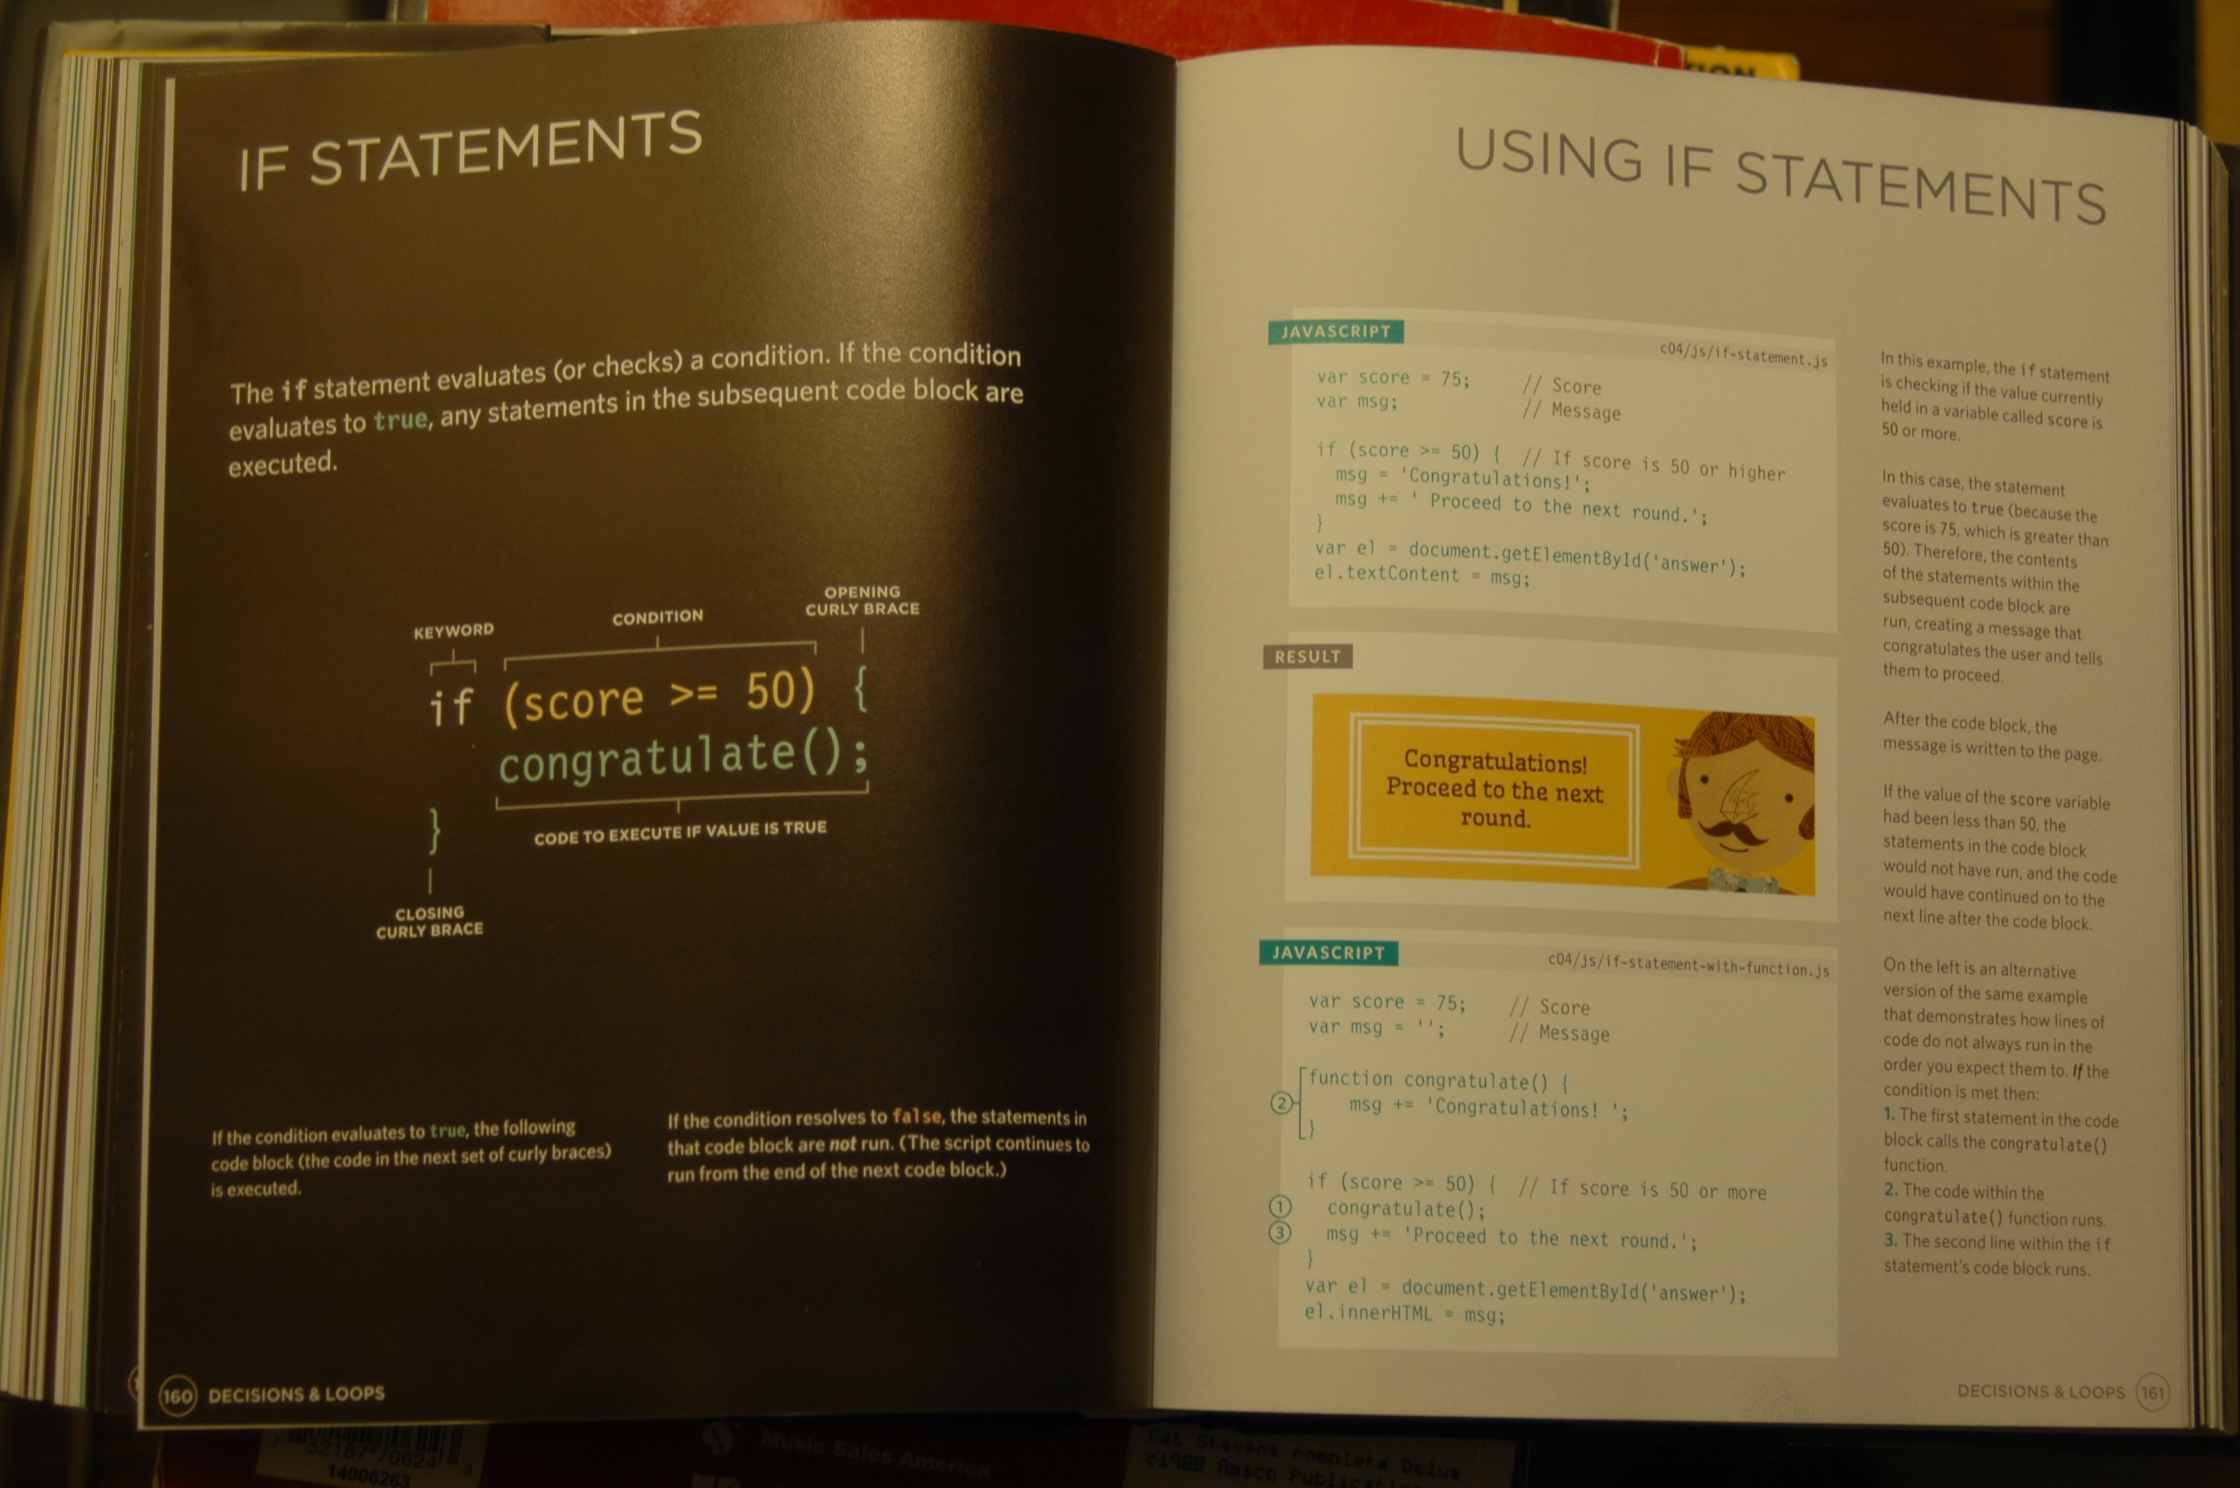 IF STATEMENTS
The if statement evaluates (or checks) a condition. If the condition
evaluates to true, any statements in the subsequent code block are
executed.
KEYWORD
CONDITION
OPENING
CURLY BRACE
if (score >= 50) {
congratulate();
}
CODE TO EXECUTE IF VALUE IS TRUE
CLOSING
CURLY BRACE
If the condition evaluates to true, the following
code block (the code in the next set of curly braces)
is executed.
If the condition resolves to false, the statements in
that code block are not run. (The script continues to
run from the end of the next code block.)
160 DECISIONS & LOOPS
USING IF STATEMENTS
JAVASCRIPT
c04/js/if-statement.js
var score = 75; // Score
var msg; // Message
if (score >= 50) { // If score is 50 or higher
msg = 'Congratulations!';
msg += ' Proceed to the next round.';
}
var el = document.getElementById('answer');
el.textContent = msg;
RESULT
Congratulations!
Proceed to the next
round.
JAVASCRIPT
c04/js/if-statement-with-function.js
var score = 75; // Score
var msg = ''; // Message
function congratulate() {
2 msg += 'Congratulations! ';
}
if (score >= 50) { // If score is 50 or more
1 congratulate();
3 msg += 'Proceed to the next round.';
}
var el = document.getElementById('answer');
el.innerHTML = msg;
In this example, the if statement
is checking if the value currently
held in a variable called score is
50 or more.
In this case, the statement
evaluates to true (because the
score is 75, which is greater than
50). Therefore, the contents
of the statements within the
subsequent code block are
run, creating a message that
congratulates the user and tells
them to proceed.
After the code block, the
message is written to the page.
If the value of the score variable
had been less than 50, the
statements in the code block
would not have run, and the code
would have continued on to the
next line after the code block.
On the left is an alternative
version of the same example
that demonstrates how lines of
code do not always run in the
order you expect them to. If the
condition is met then:
1. The first statement in the code
block calls the congratulate()
function.
2. The code within the
congratulate() function runs.
3. The second line within the if
statement's code block runs.
DECISIONS & LOOPS 161
7 52187 70624 3
14006263
Music Sales America
Cat Stevens complete Delux
c1988 Amsco